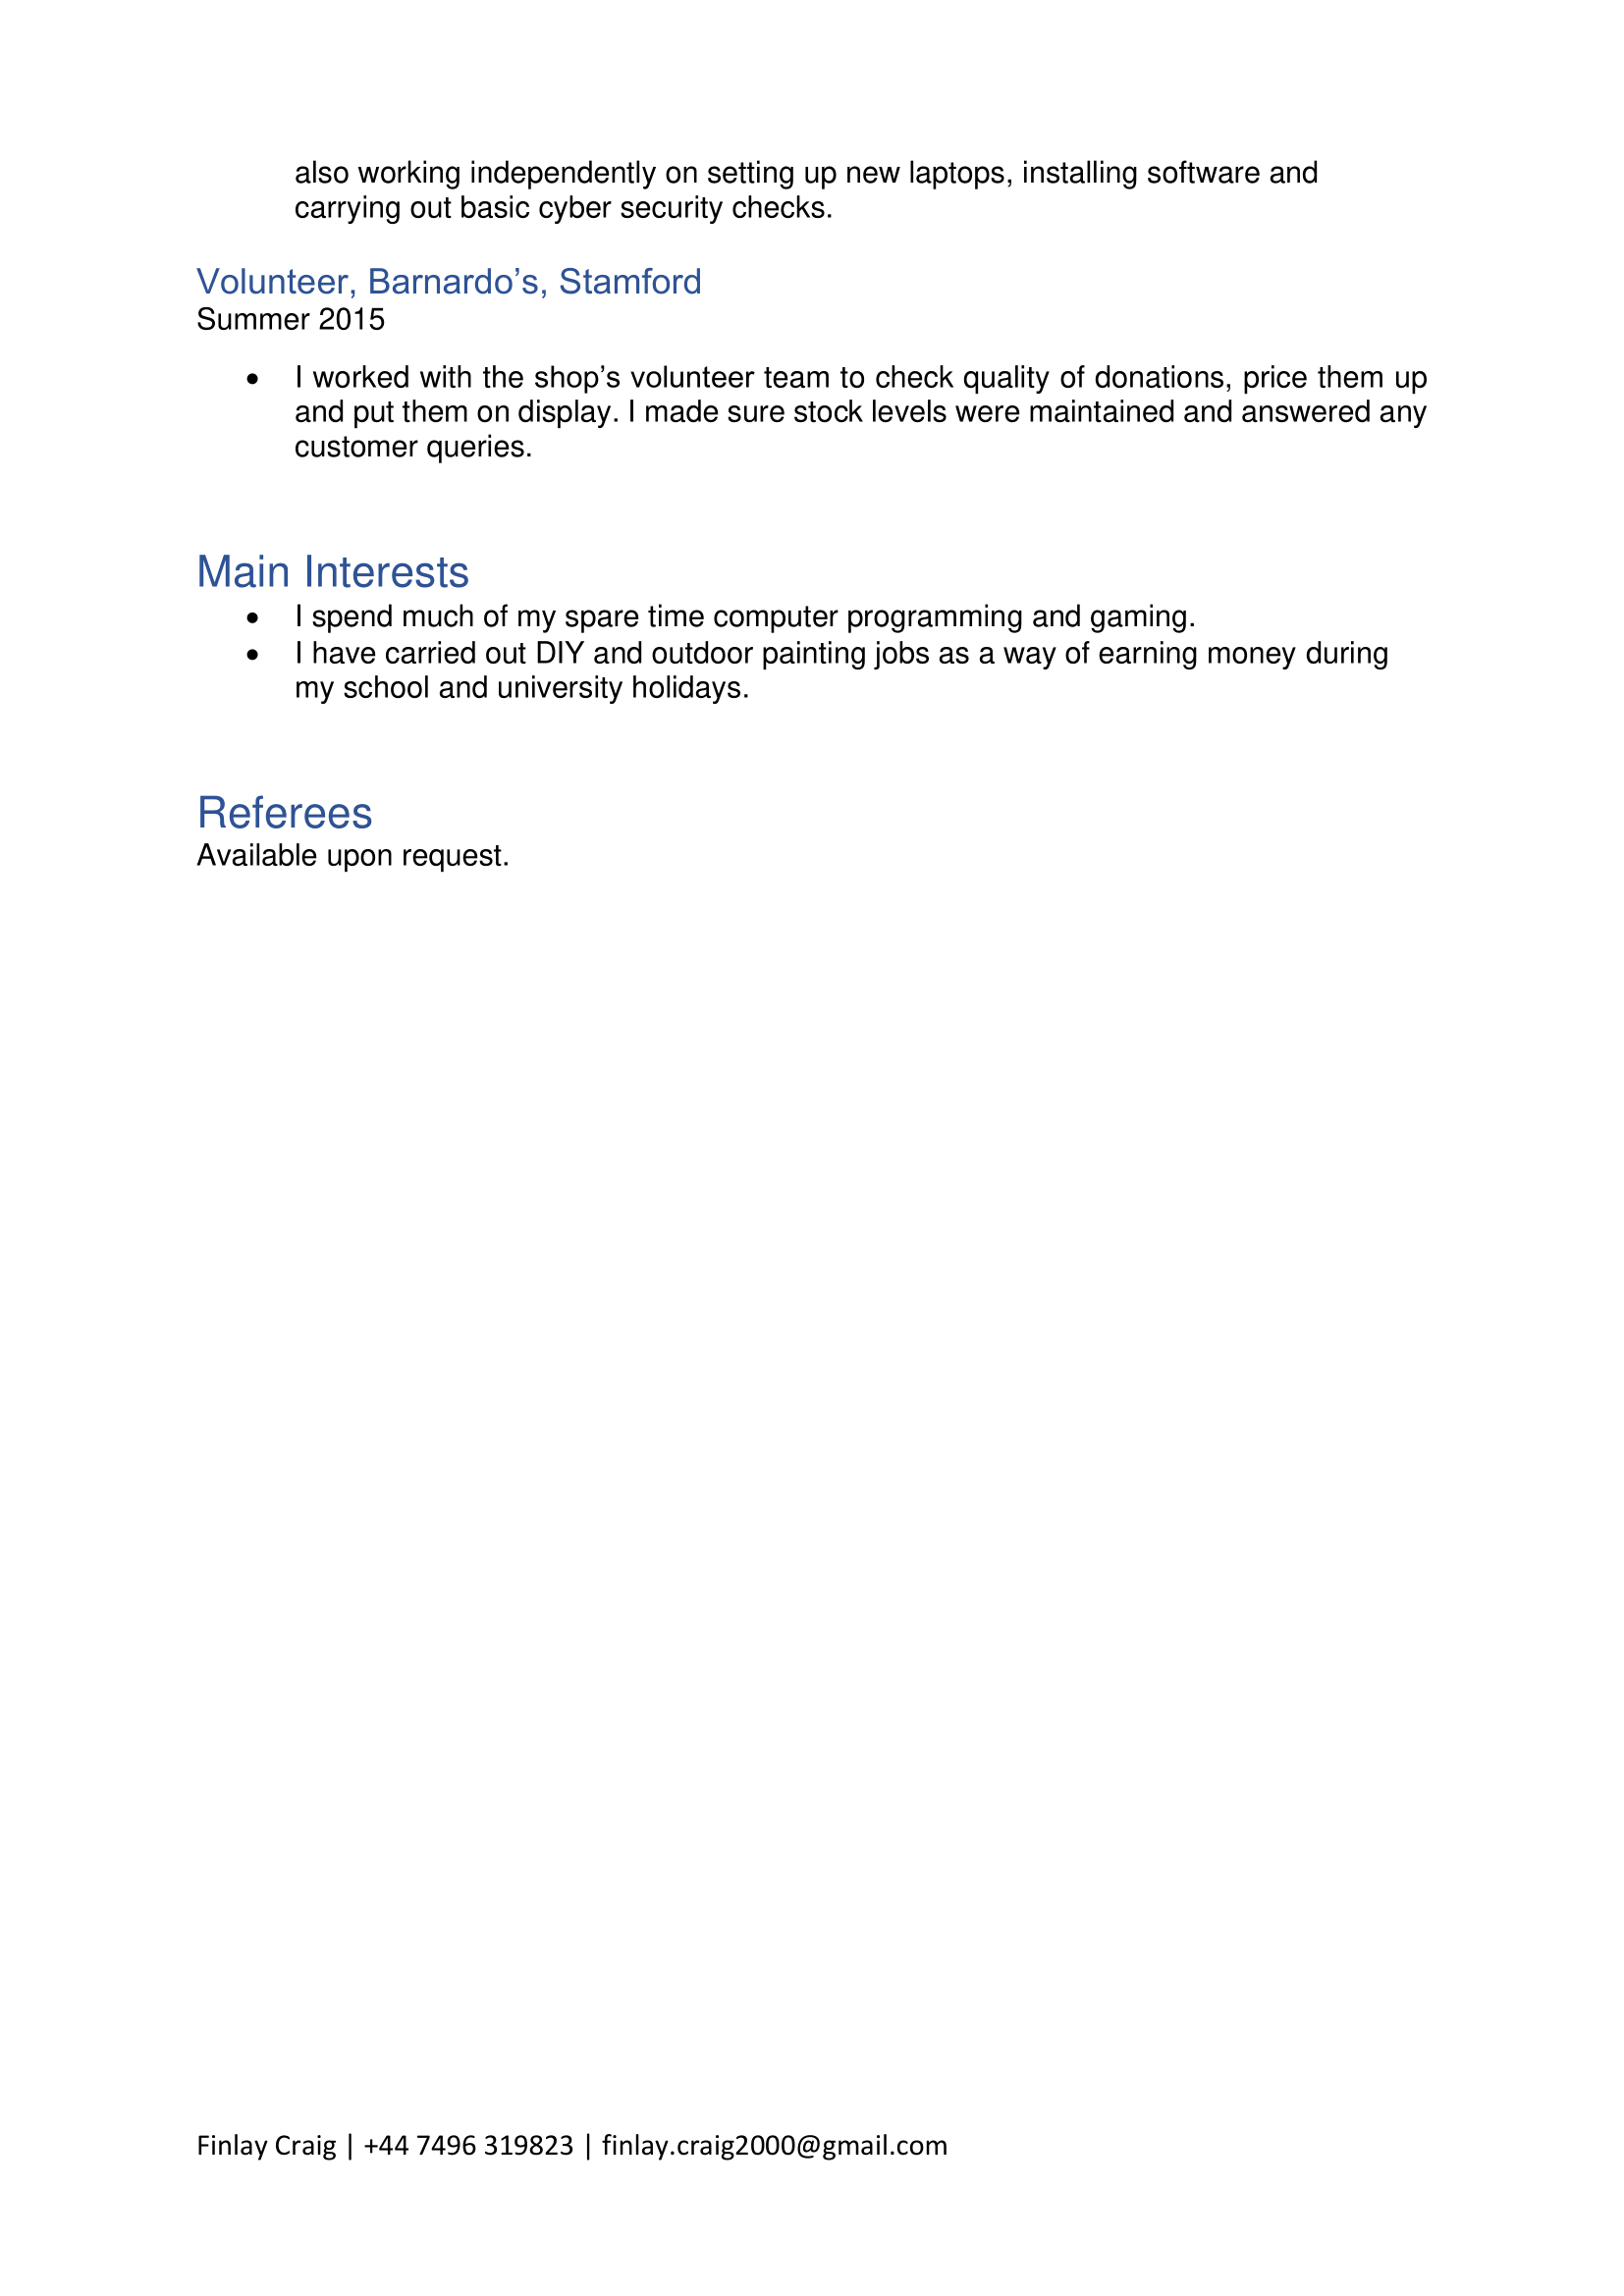 also working independently on setting up new laptops, installing software and
carrying out basic cyber security checks.
Volunteer, Barnardo’s, Stamford
Summer 2015
• I worked with the shop’s volunteer team to check quality of donations, price them up
and put them on display. I made sure stock levels were maintained and answered any
customer queries.
Main Interests
• I spend much of my spare time computer programming and gaming.
• I have carried out DIY and outdoor painting jobs as a way of earning money during
my school and university holidays.
Referees
Available upon request.
Finlay Craig | +44 7496 319823 | finlay.craig2000@gmail.com